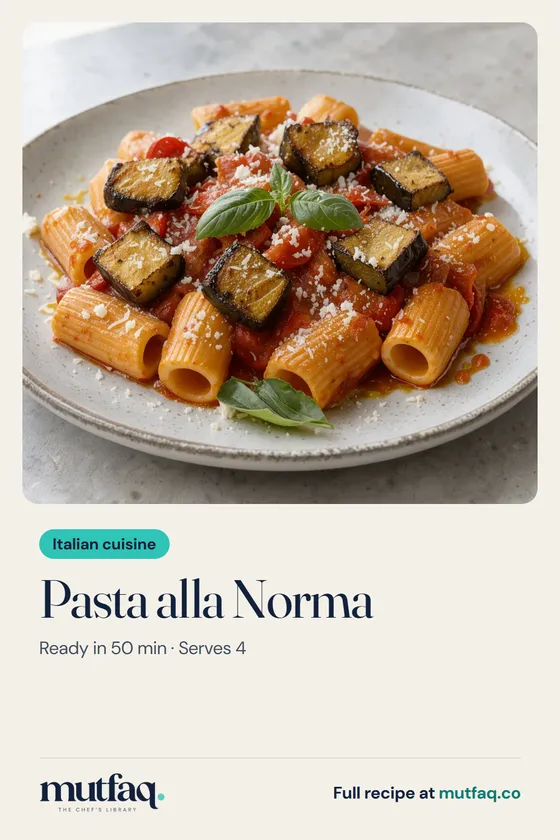 Italian cuisine
Pasta alla Norma
Ready in 50 min · Serves 4
mutfaq.
THE CHEF'S LIBRARY
Full recipe at mutfaq.co